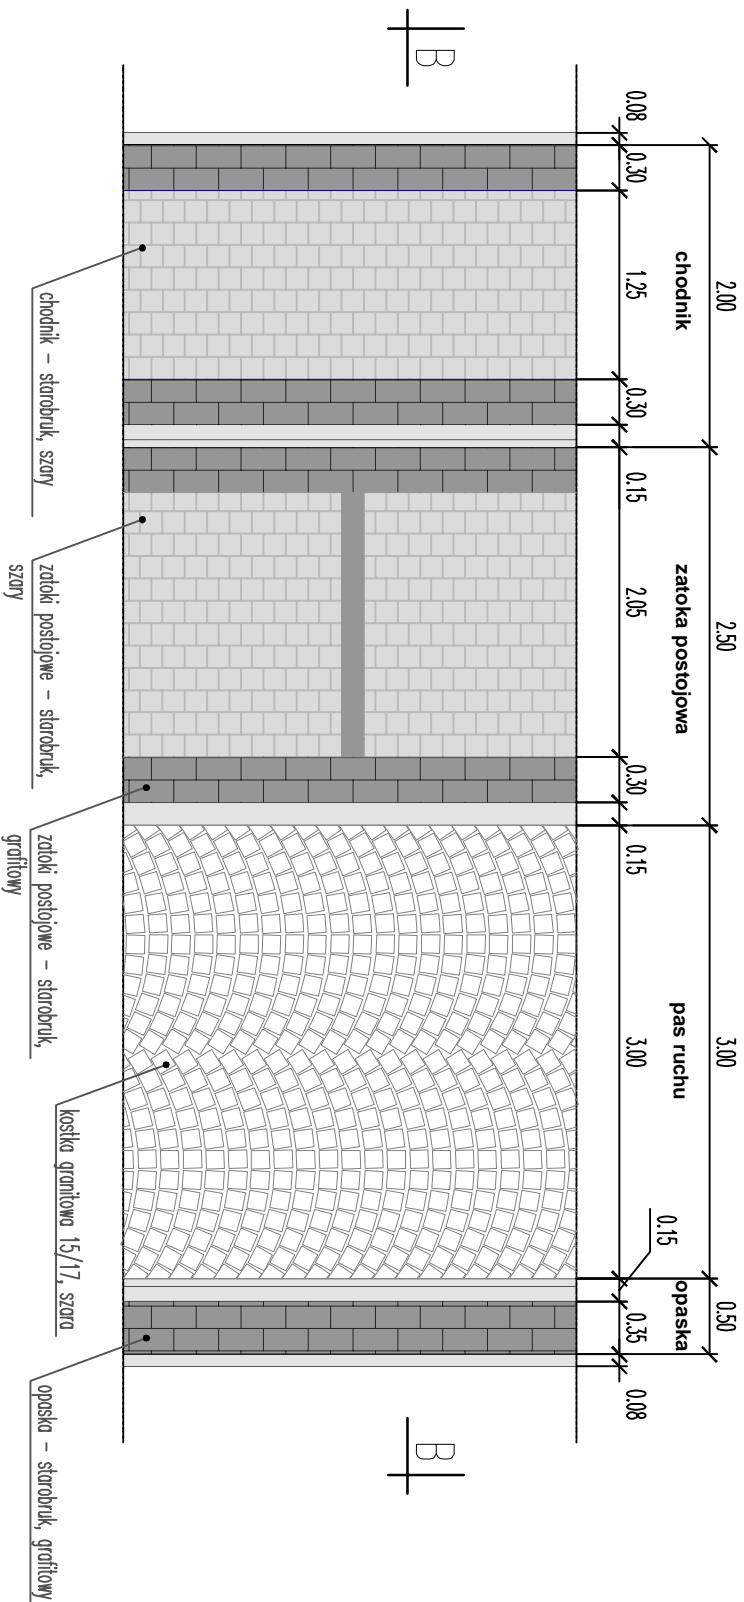 B
B
2.00
2.50
3.00
0.50
chodnik
zatoka postojowa
pas ruchu
opaska
0.15
0.08
0.30
1.25
0.30
0.15
2.05
0.30
0.15
3.00
0.35
0.08
chodnik – starobruk, szary
zatoki postojowe – starobruk,
szary
zatoki postojowe – starobruk,
grafitowy
kostka granitowa 15/17, szara
opaska – starobruk, grafitowy